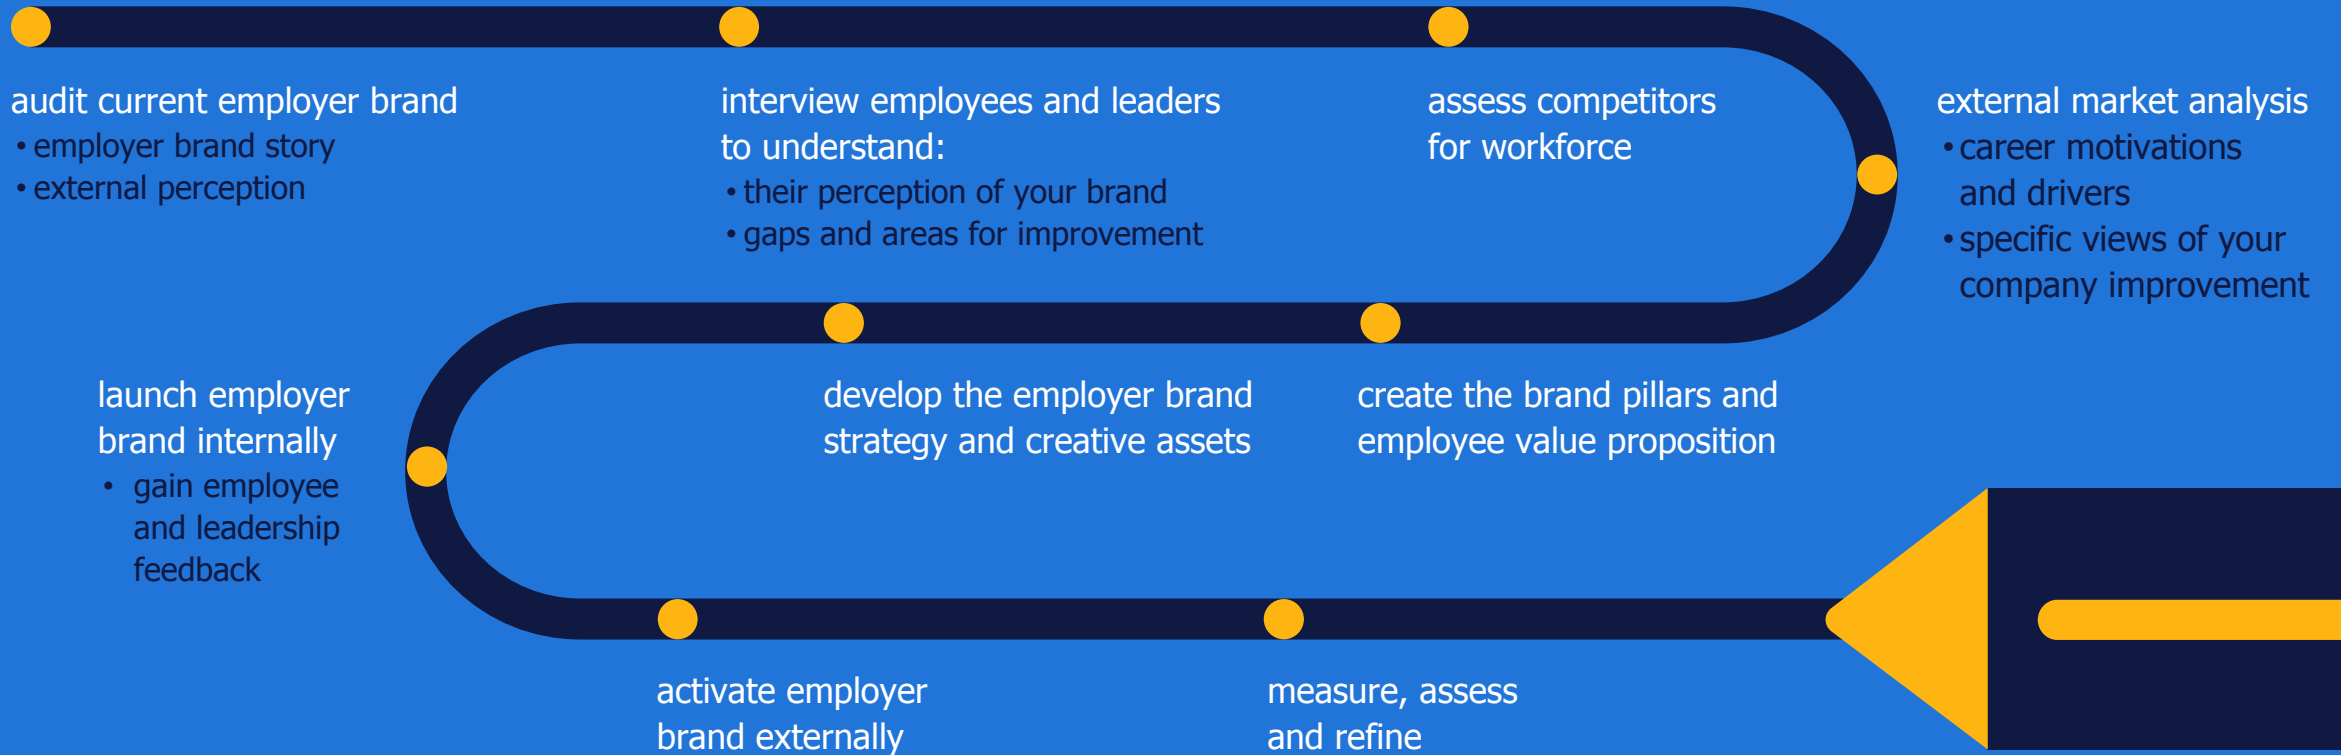 audit current employer brand
• employer brand story
• external perception
interview employees and leaders
to understand:
• their perception of your brand
• gaps and areas for improvement
assess competitors
for workforce
external market analysis
• career motivations
and drivers
• specific views of your
company improvement
create the brand pillars and
employee value proposition
develop the employer brand
strategy and creative assets
launch employer
brand internally
• gain employee
and leadership
feedback
activate employer
brand externally
measure, assess
and refine